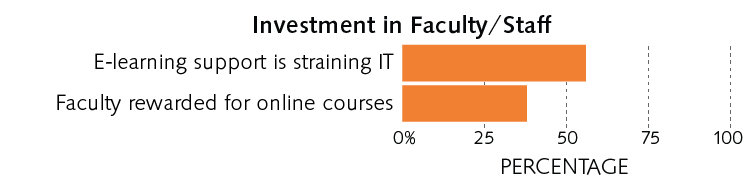 Investment in Faculty/Staff
E-learning support is straining IT
Faculty rewarded for online courses
0% 25 50 75 100
PERCENTAGE